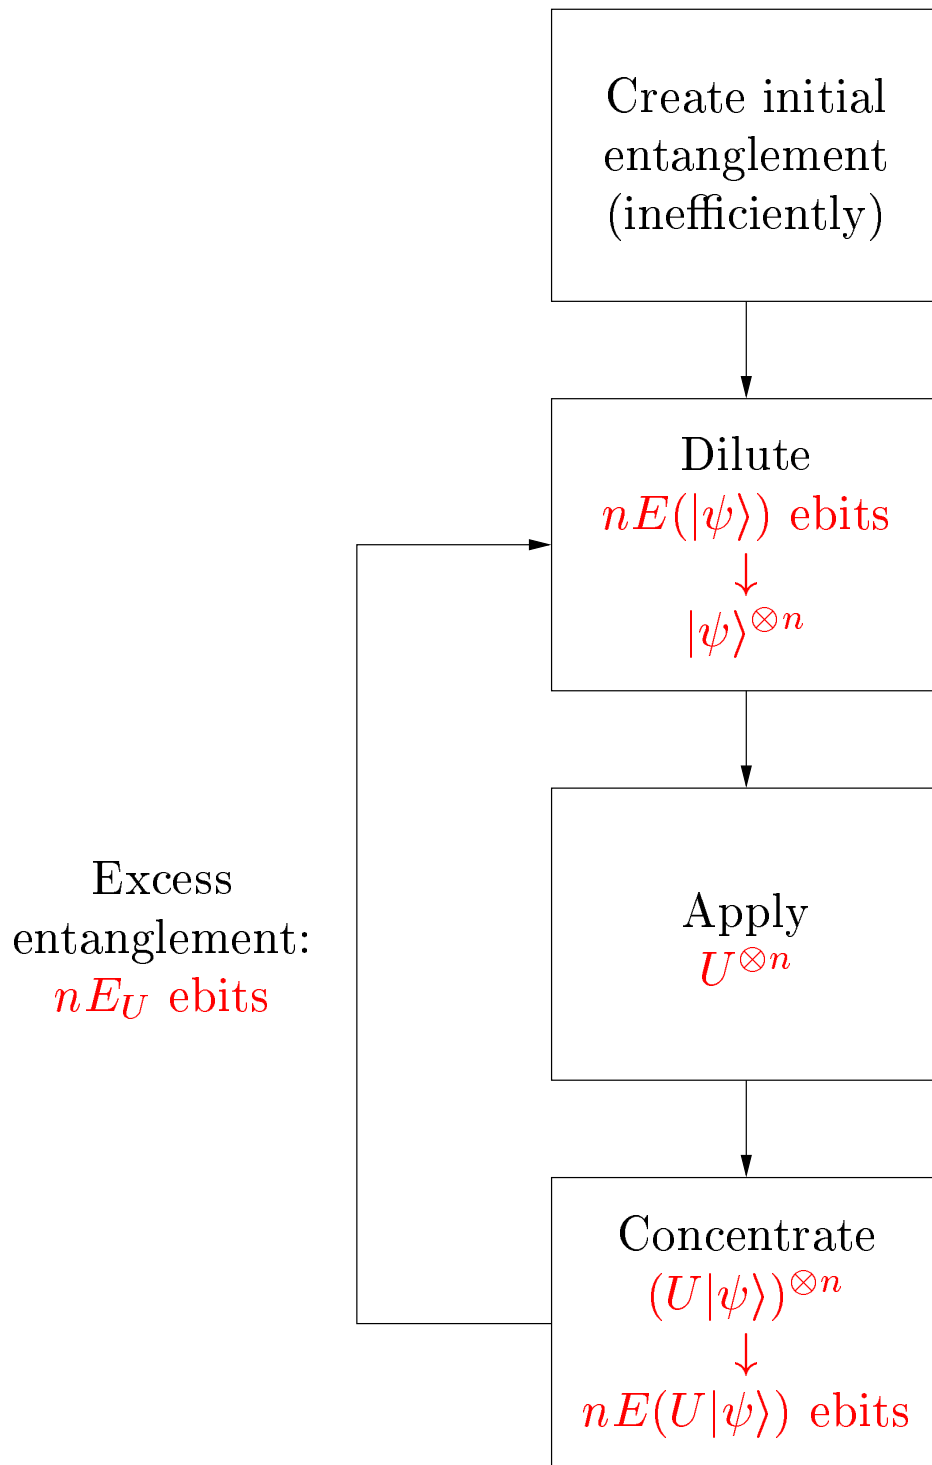 Create initial
entanglement
(inefficiently)
Dilute
nE(|ψ⟩) ebits
↓
|ψ⟩⊗n
Excess
entanglement:
nE_U ebits
Apply
U⊗n
Concentrate
(U|ψ⟩)⊗n
↓
nE(U|ψ⟩) ebits